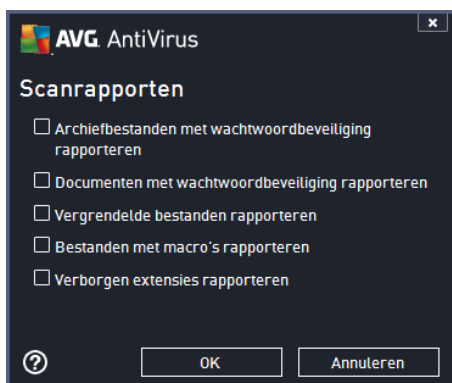 AVG AntiVirus
Scanrapporten
Archiefbestanden met wachtwoordbeveiliging
rapporteren
Documenten met wachtwoordbeveiliging rapporteren
Vergrendelde bestanden rapporteren
Bestanden met macro's rapporteren
Verborgen extensies rapporteren
? OK Annuleren